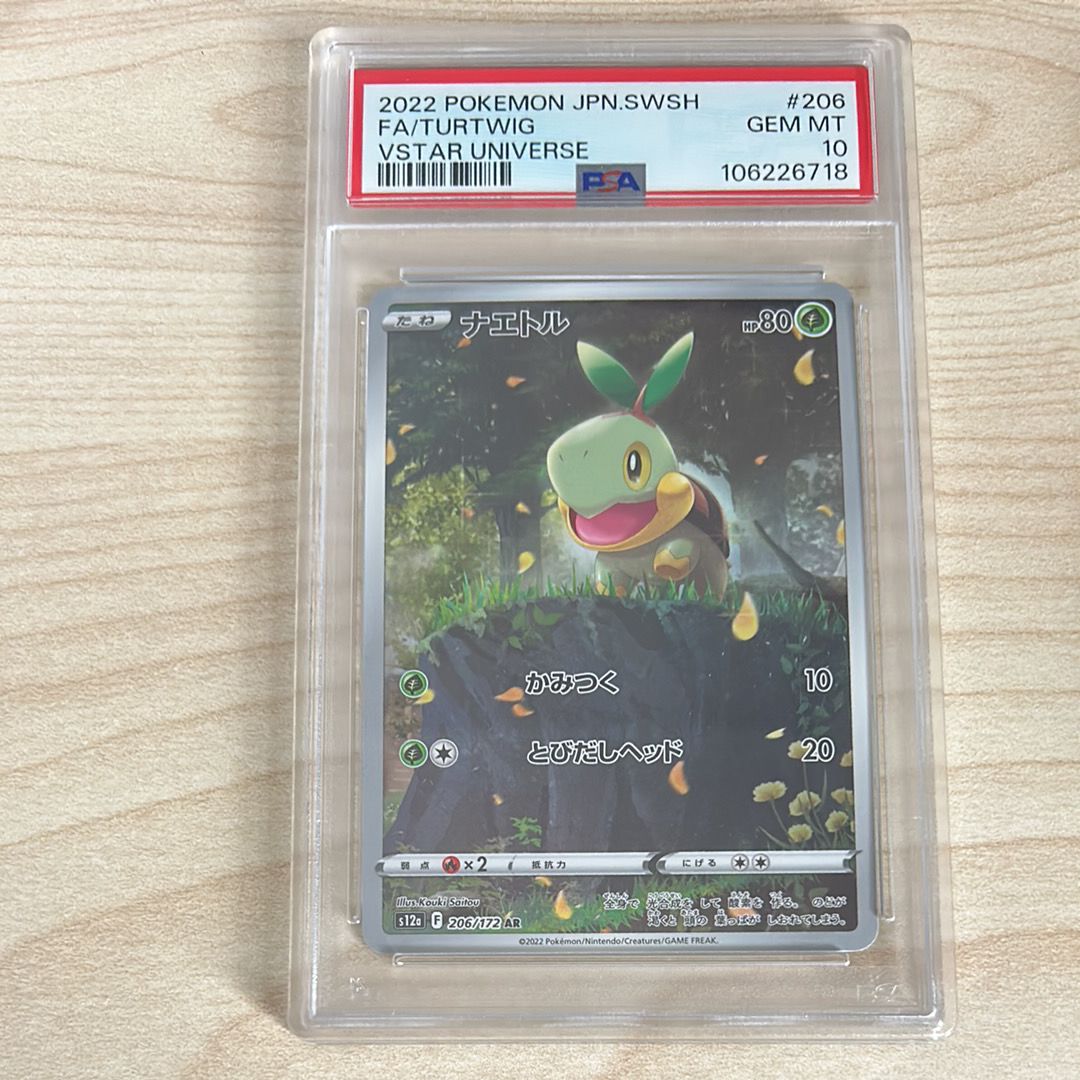 2022 POKEMON JPN.SWSH #206
FA/TURTWIG GEM MT
VSTAR UNIVERSE 10
PSA 106226718
たね ナエトル HP80
かみつく 10
とびだしヘッド 20
弱点 ×2 抵抗力 にげる
Illus.Kouki Saitou
s12a F 206/172 AR
全身で 光合成を して 酸素を 作る。 のどが
渇くと 頭の 葉っぱが しおれてしまう。
©2022 Pokémon/Nintendo/Creatures/GAME FREAK.